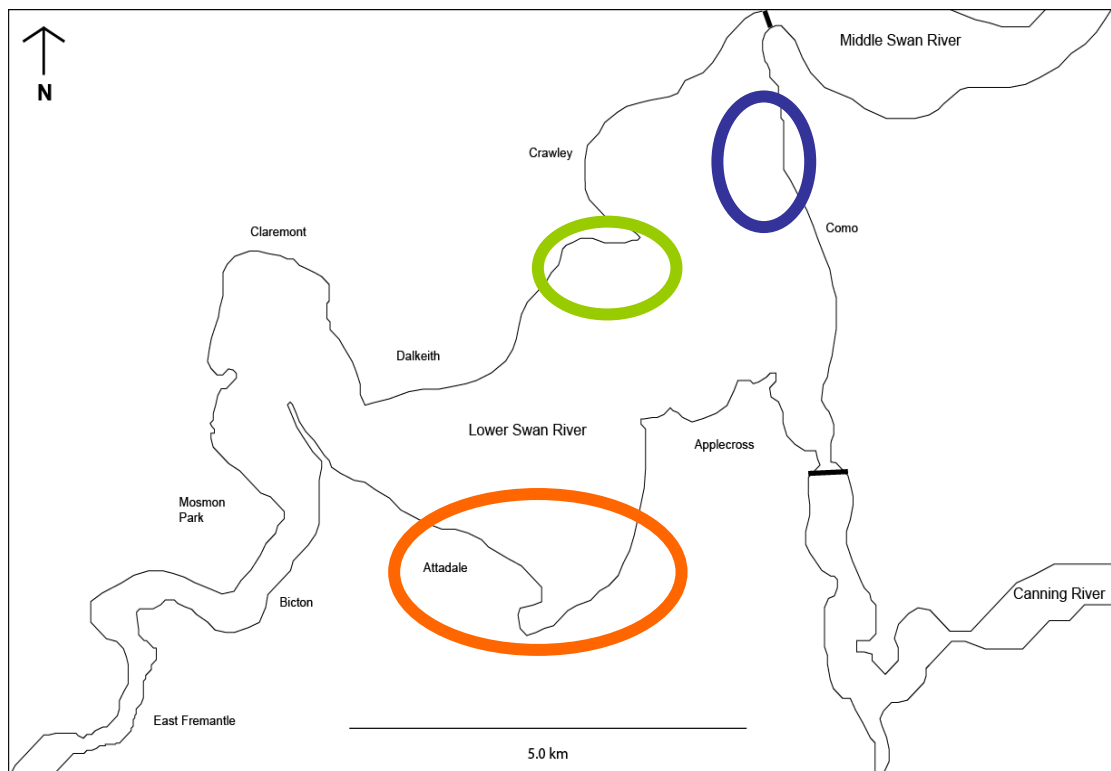 Middle Swan River
N
Crawley
Como
Claremont
Dalkeith
Lower Swan River
Applecross
Mosmon
Park
Attadale
Canning River
Bicton
East Fremantle
5.0 km